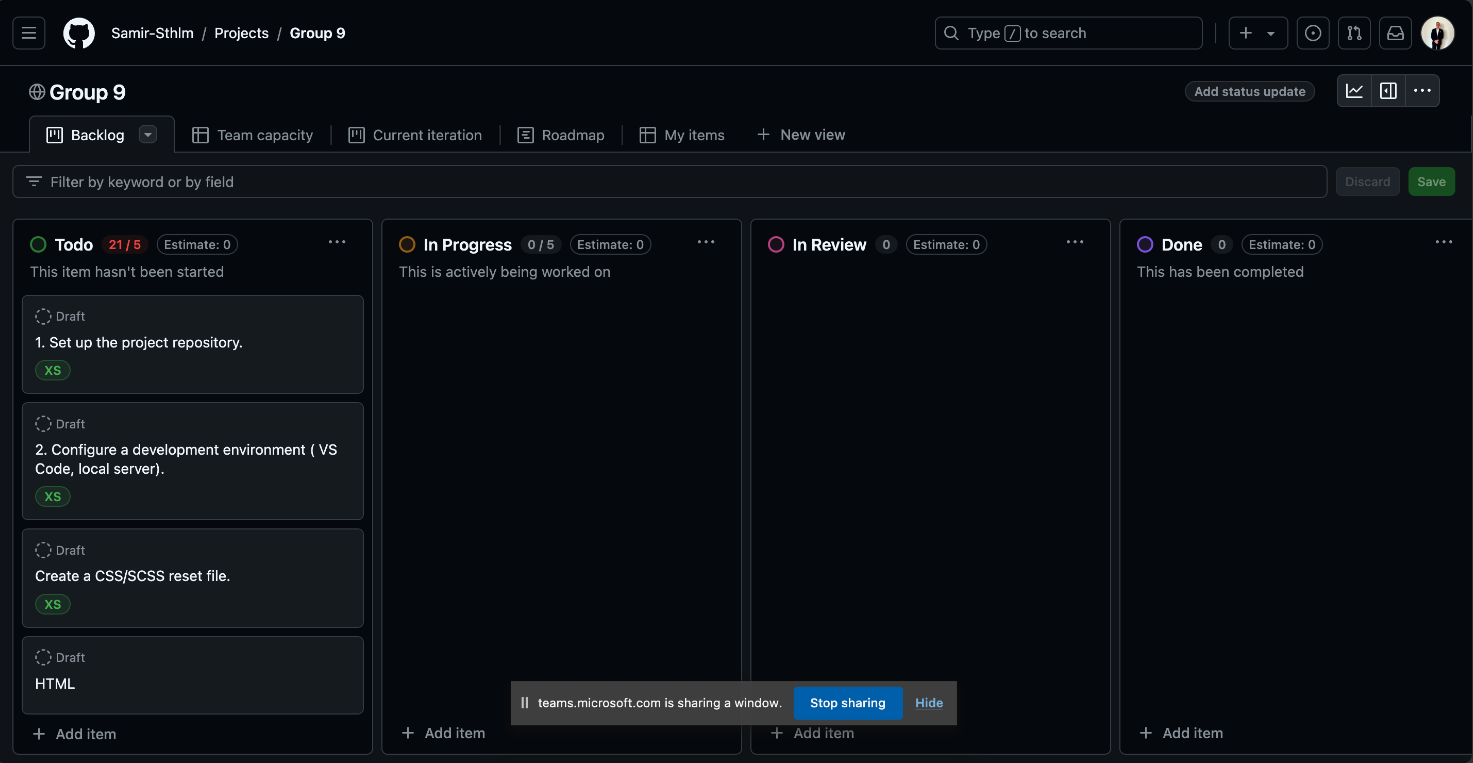 Samir-Sthlm / Projects / Group 9
Type / to search
Group 9
Add status update
Backlog
Team capacity
Current iteration
Roadmap
My items
New view
Filter by keyword or by field
Discard
Save
Todo 21 / 5 Estimate: 0
This item hasn't been started
Draft
1. Set up the project repository.
XS
Draft
2. Configure a development environment ( VS
Code, local server).
XS
Draft
Create a CSS/SCSS reset file.
XS
Draft
HTML
Add item
In Progress 0 / 5 Estimate: 0
This is actively being worked on
Add item
In Review 0 Estimate: 0
Add item
Done 0 Estimate: 0
This has been completed
Add item
teams.microsoft.com is sharing a window.
Stop sharing
Hide